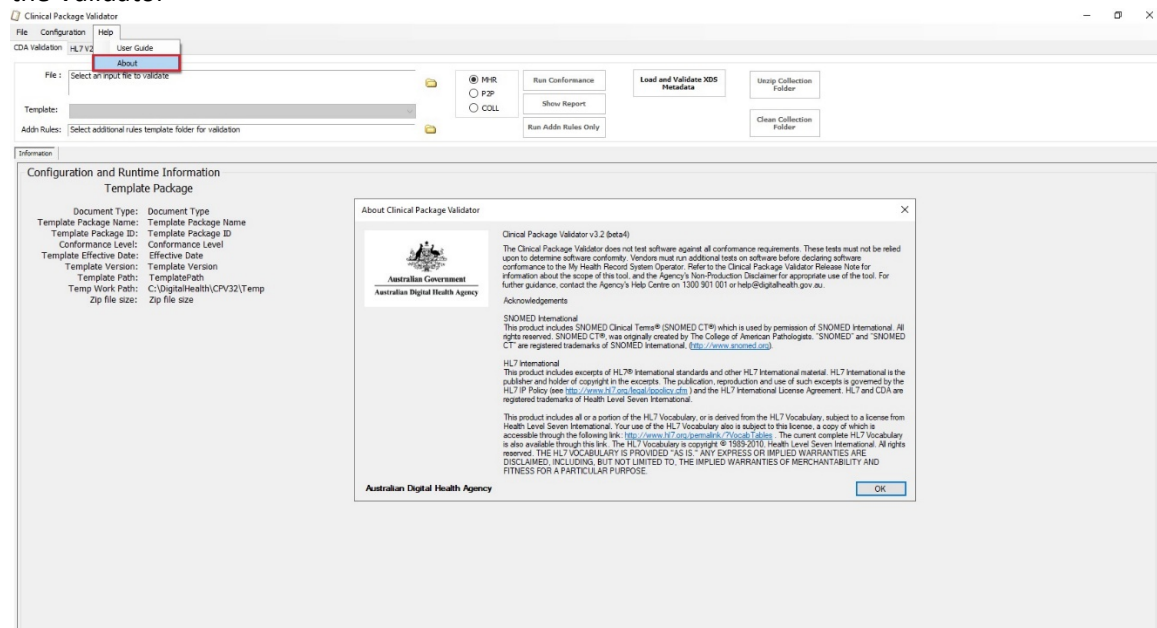 the Validator
Clinical Package Validator
File Configuration Help
CDA Validation HL7 V2 User Guide
About
File : Select an input file to validate
MHR
P2P
COLL
Run Conformance
Show Report
Run Addn Rules Only
Load and Validate XDS
Metadata
Unzip Collection
Folder
Clean Collection
Folder
Template:
Addn Rules: Select additional rules template folder for validation
Information
Configuration and Runtime Information
Template Package
Document Type: Document Type
Template Package Name: Template Package Name
Template Package ID: Template Package ID
Conformance Level: Conformance Level
Template Effective Date: Effective Date
Template Version: Template Version
Template Path: TemplatePath
Temp Work Path: C:\DigitalHealth\CPV32\Temp
Zip file size: Zip file size
About Clinical Package Validator
Australian Government
Australian Digital Health Agency
Clinical Package Validator v3.2 (beta4)
The Clinical Package Validator does not test software against all conformance requirements. These tests must not be relied
upon to determine software conformity. Vendors must run additional tests on software before declaring software
conformance to the My Health Record System Operator. Refer to the Clinical Package Validator Release Note for
information about the scope of this tool, and the Agency's Non-Production Disclaimer for appropriate use of the tool. For
further guidance, contact the Agency's Help Centre on 1300 901 001 or help@digitalhealth.gov.au.
Acknowledgements
SNOMED International
This product includes SNOMED Clinical Terms® (SNOMED CT®) which is used by permission of SNOMED International. All
rights reserved. SNOMED CT®, was originally created by The College of American Pathologists. "SNOMED" and "SNOMED
CT" are registered trademarks of SNOMED International, (http://www.snomed.org).
HL7 International
This product includes excerpts of HL7® International standards and other HL7 International material. HL7 International is the
publisher and holder of copyright in the excerpts. The publication, reproduction and use of such excerpts is governed by the
HL7 IP Policy (see http://www.hl7.org/legal/ippolicy.cfm ) and the HL7 International License Agreement. HL7 and CDA are
registered trademarks of Health Level Seven International.
This product includes all or a portion of the HL7 Vocabulary, or is derived from the HL7 Vocabulary, subject to a license from
Health Level Seven International. Your use of the HL7 Vocabulary also is subject to this license, a copy of which is
accessible through the following link: http://www.hl7.org/permalink/?VocabTables . The current complete HL7 Vocabulary
is also available through this link. The HL7 Vocabulary is copyright © 1989-2010, Health Level Seven International. All rights
reserved. THE HL7 VOCABULARY IS PROVIDED "AS IS." ANY EXPRESS OR IMPLIED WARRANTIES ARE
DISCLAIMED, INCLUDING, BUT NOT LIMITED TO, THE IMPLIED WARRANTIES OF MERCHANTABILITY AND
FITNESS FOR A PARTICULAR PURPOSE.
Australian Digital Health Agency
OK